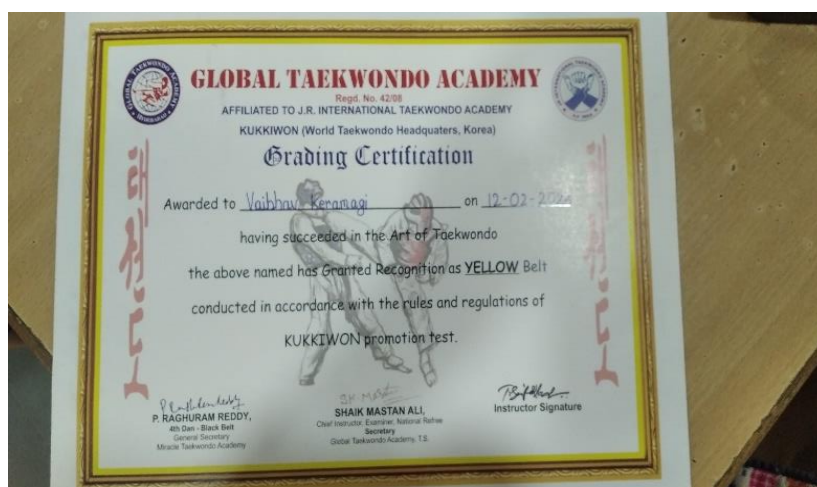 GLOBAL TAEKWONDO ACADEMY
Regd. No. 42/08
AFFILIATED TO J.R. INTERNATIONAL TAEKWONDO ACADEMY
KUKKIWON (World Taekwondo Headquaters, Korea)
Grading Certification
Awarded to Vaibhav Keramagi on 12-02-
having succeeded in the Art of Taekwondo
the above named has Granted Recognition as YELLOW Belt
conducted in accordance with the rules and regulations of
KUKKIWON promotion test.
P. RAGHURAM REDDY,
4th Dan - Black Belt
General Secretary
Miracle Taekwondo Academy
SHAIK MASTAN ALI,
Chief Instructor, Examiner, National Refree
Secretary
Global Taekwondo Academy, T.S.
Instructor Signature